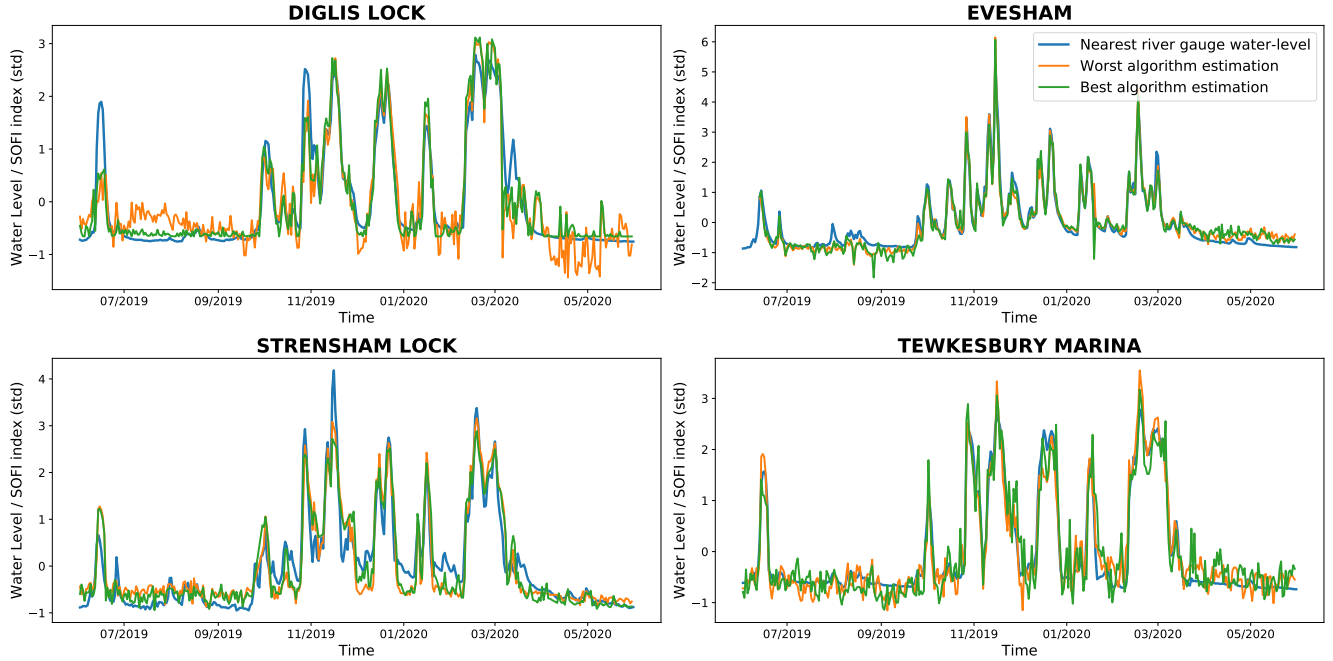 DIGLIS LOCK
Water Level / SOFI index (std)
3
2
1
0
−1
07/2019 09/2019 11/2019 01/2020 03/2020 05/2020
Time
EVESHAM
Nearest river gauge water-level
Worst algorithm estimation
Best algorithm estimation
Water Level / SOFI index (std)
6
5
4
3
2
1
0
−1
−2
07/2019 09/2019 11/2019 01/2020 03/2020 05/2020
Time
STRENSHAM LOCK
Water Level / SOFI index (std)
4
3
2
1
0
−1
07/2019 09/2019 11/2019 01/2020 03/2020 05/2020
Time
TEWKESBURY MARINA
Water Level / SOFI index (std)
3
2
1
0
−1
07/2019 09/2019 11/2019 01/2020 03/2020 05/2020
Time